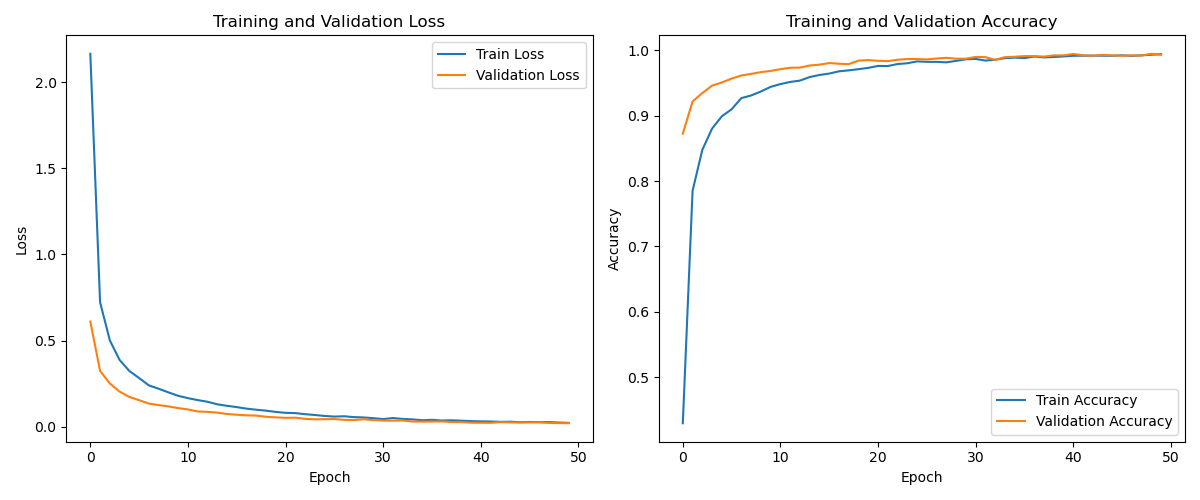 Training and Validation Loss
Train Loss
Validation Loss
2.0
1.5
1.0
0.5
0.0
Loss
0 10 20 30 40 50
Epoch
Training and Validation Accuracy
1.0
0.9
0.8
0.7
0.6
0.5
Accuracy
Train Accuracy
Validation Accuracy
0 10 20 30 40 50
Epoch